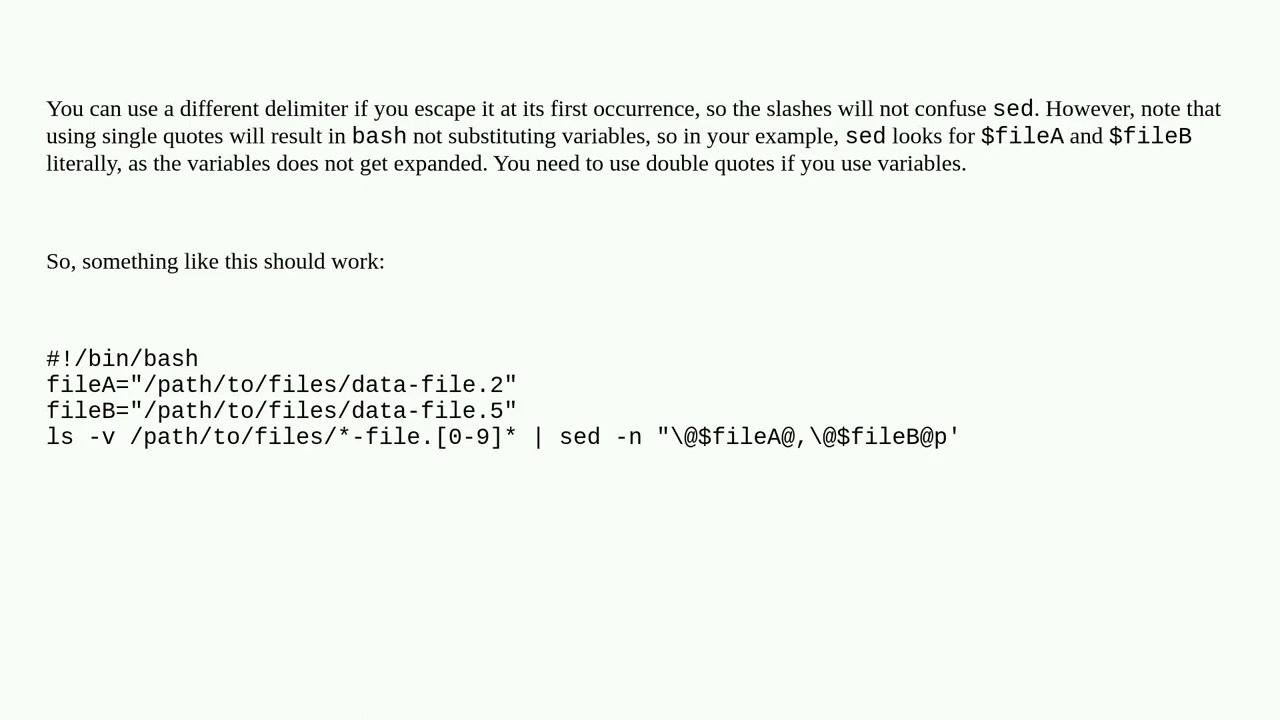 You can use a different delimiter if you escape it at its first occurrence, so the slashes will not confuse sed. However, note that
using single quotes will result in bash not substituting variables, so in your example, sed looks for $fileA and $fileB
literally, as the variables does not get expanded. You need to use double quotes if you use variables.
So, something like this should work:
#!/bin/bash
fileA="/path/to/files/data-file.2"
fileB="/path/to/files/data-file.5"
ls -v /path/to/files/*-file.[0-9]* | sed -n "\@$fileA@,\@$fileB@p'